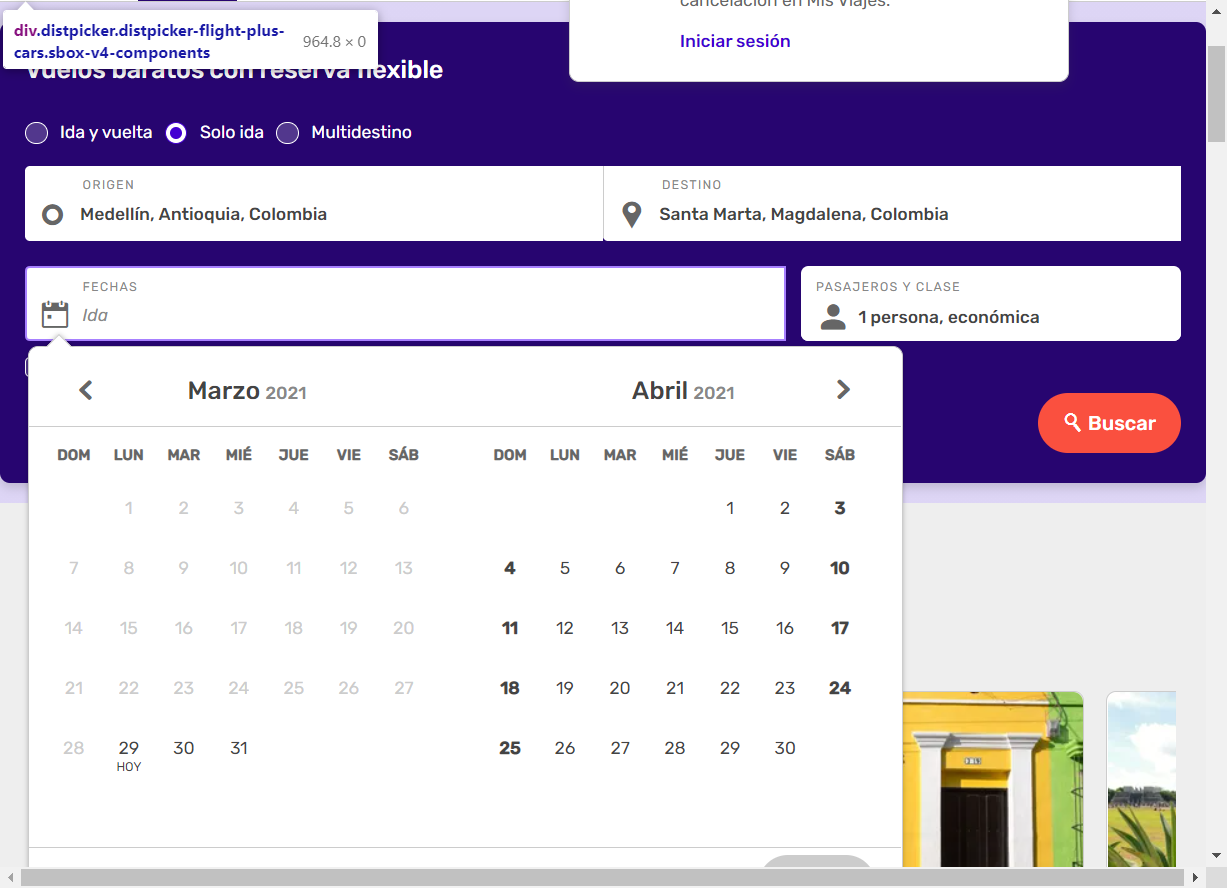 cancelación en Mis Viajes.
div.distpicker.distpicker-flight-plus-
cars.sbox-v4-components
964.8 × 0
Iniciar sesión
Vuelos baratos con reserva flexible
Ida y vuelta Solo ida Multidestino
ORIGEN DESTINO
Medellín, Antioquia, Colombia Santa Marta, Magdalena, Colombia
FECHAS PASAJEROS Y CLASE
Ida 1 persona, económica
Marzo 2021 Abril 2021
Buscar
DOM LUN MAR MIÉ JUE VIE SÁB DOM LUN MAR MIÉ JUE VIE SÁB
1 2 3 4 5 6 1 2 3
7 8 9 10 11 12 13 4 5 6 7 8 9 10
14 15 16 17 18 19 20 11 12 13 14 15 16 17
21 22 23 24 25 26 27 18 19 20 21 22 23 24
28 29 30 31 25 26 27 28 29 30
HOY